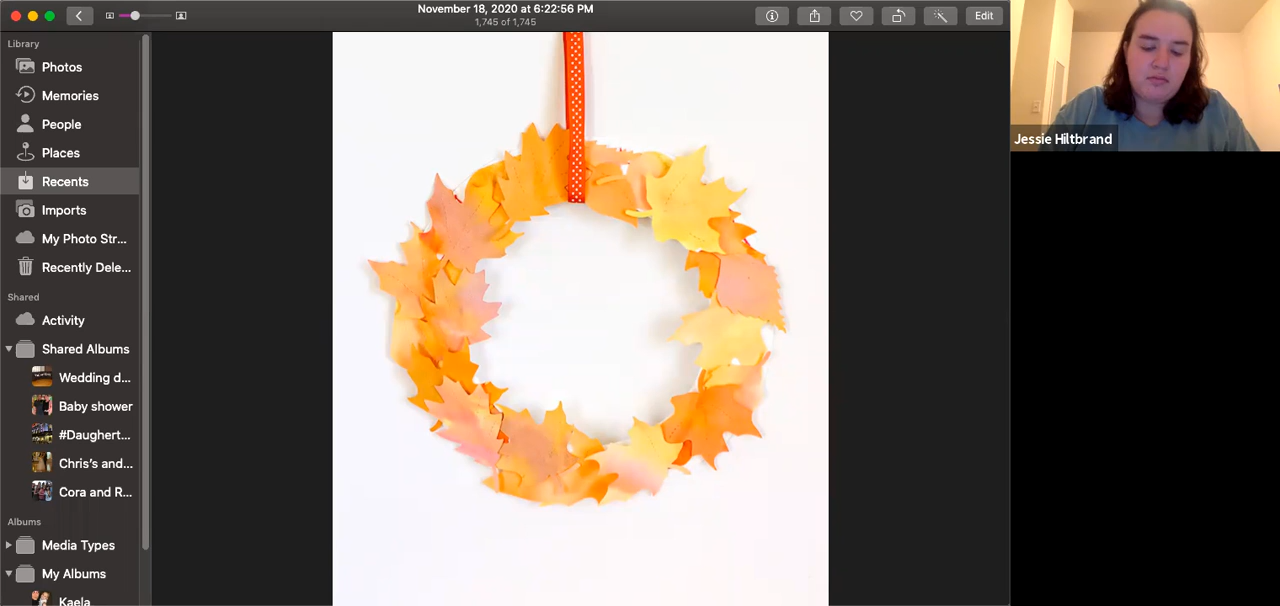 November 18, 2020 at 6:22:56 PM
1,745 of 1,745
Edit
Library
Photos
Memories
People
Places
Recents
Imports
My Photo Str...
Recently Dele...
Shared
Activity
Shared Albums
Wedding d...
Baby shower
#Daughert...
Chris's and...
Cora and R...
Albums
Media Types
My Albums
Kaela
Jessie Hiltbrand